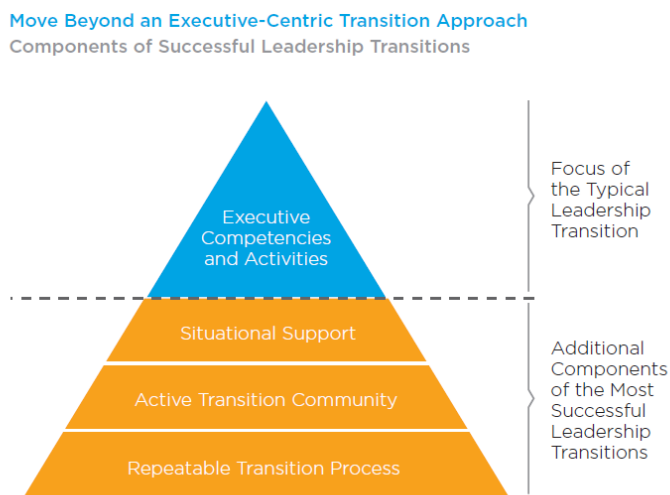 Move Beyond an Executive-Centric Transition Approach
Components of Successful Leadership Transitions
Executive
Competencies
and Activities
Focus of
the Typical
Leadership
Transition
Situational Support
Active Transition Community
Repeatable Transition Process
Additional
Components
of the Most
Successful
Leadership
Transitions